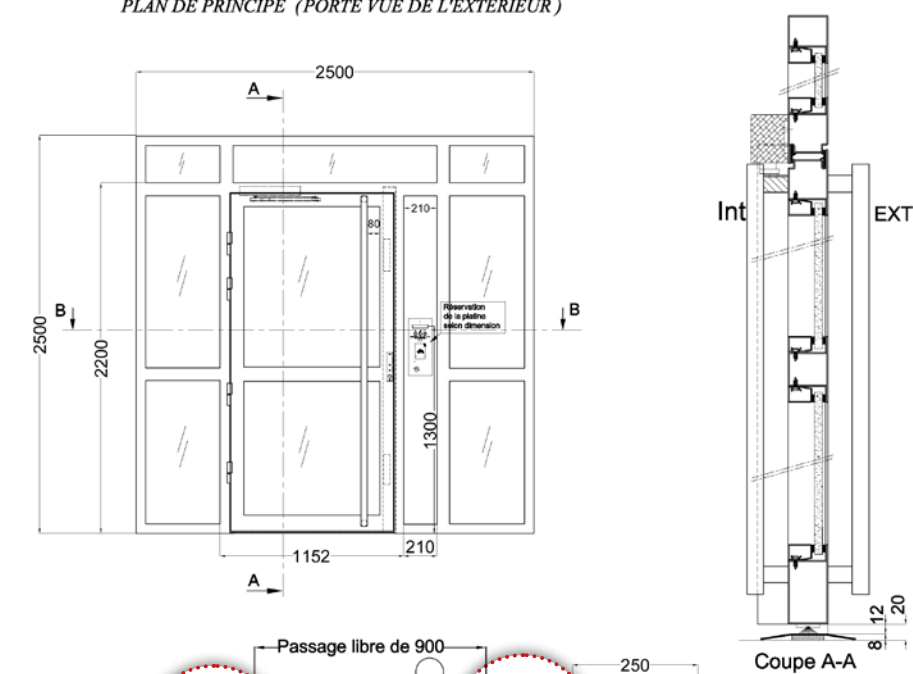 PLAN DE PRINCIPE (PORTE VUE DE L'EXTERIEUR)
2500
A
210
80
Int
EXT
Réservation
de la platine
selon dimension
B
B
2500
2200
1300
210
1152
A
12
20
8
Coupe A-A
Passage libre de 900
250